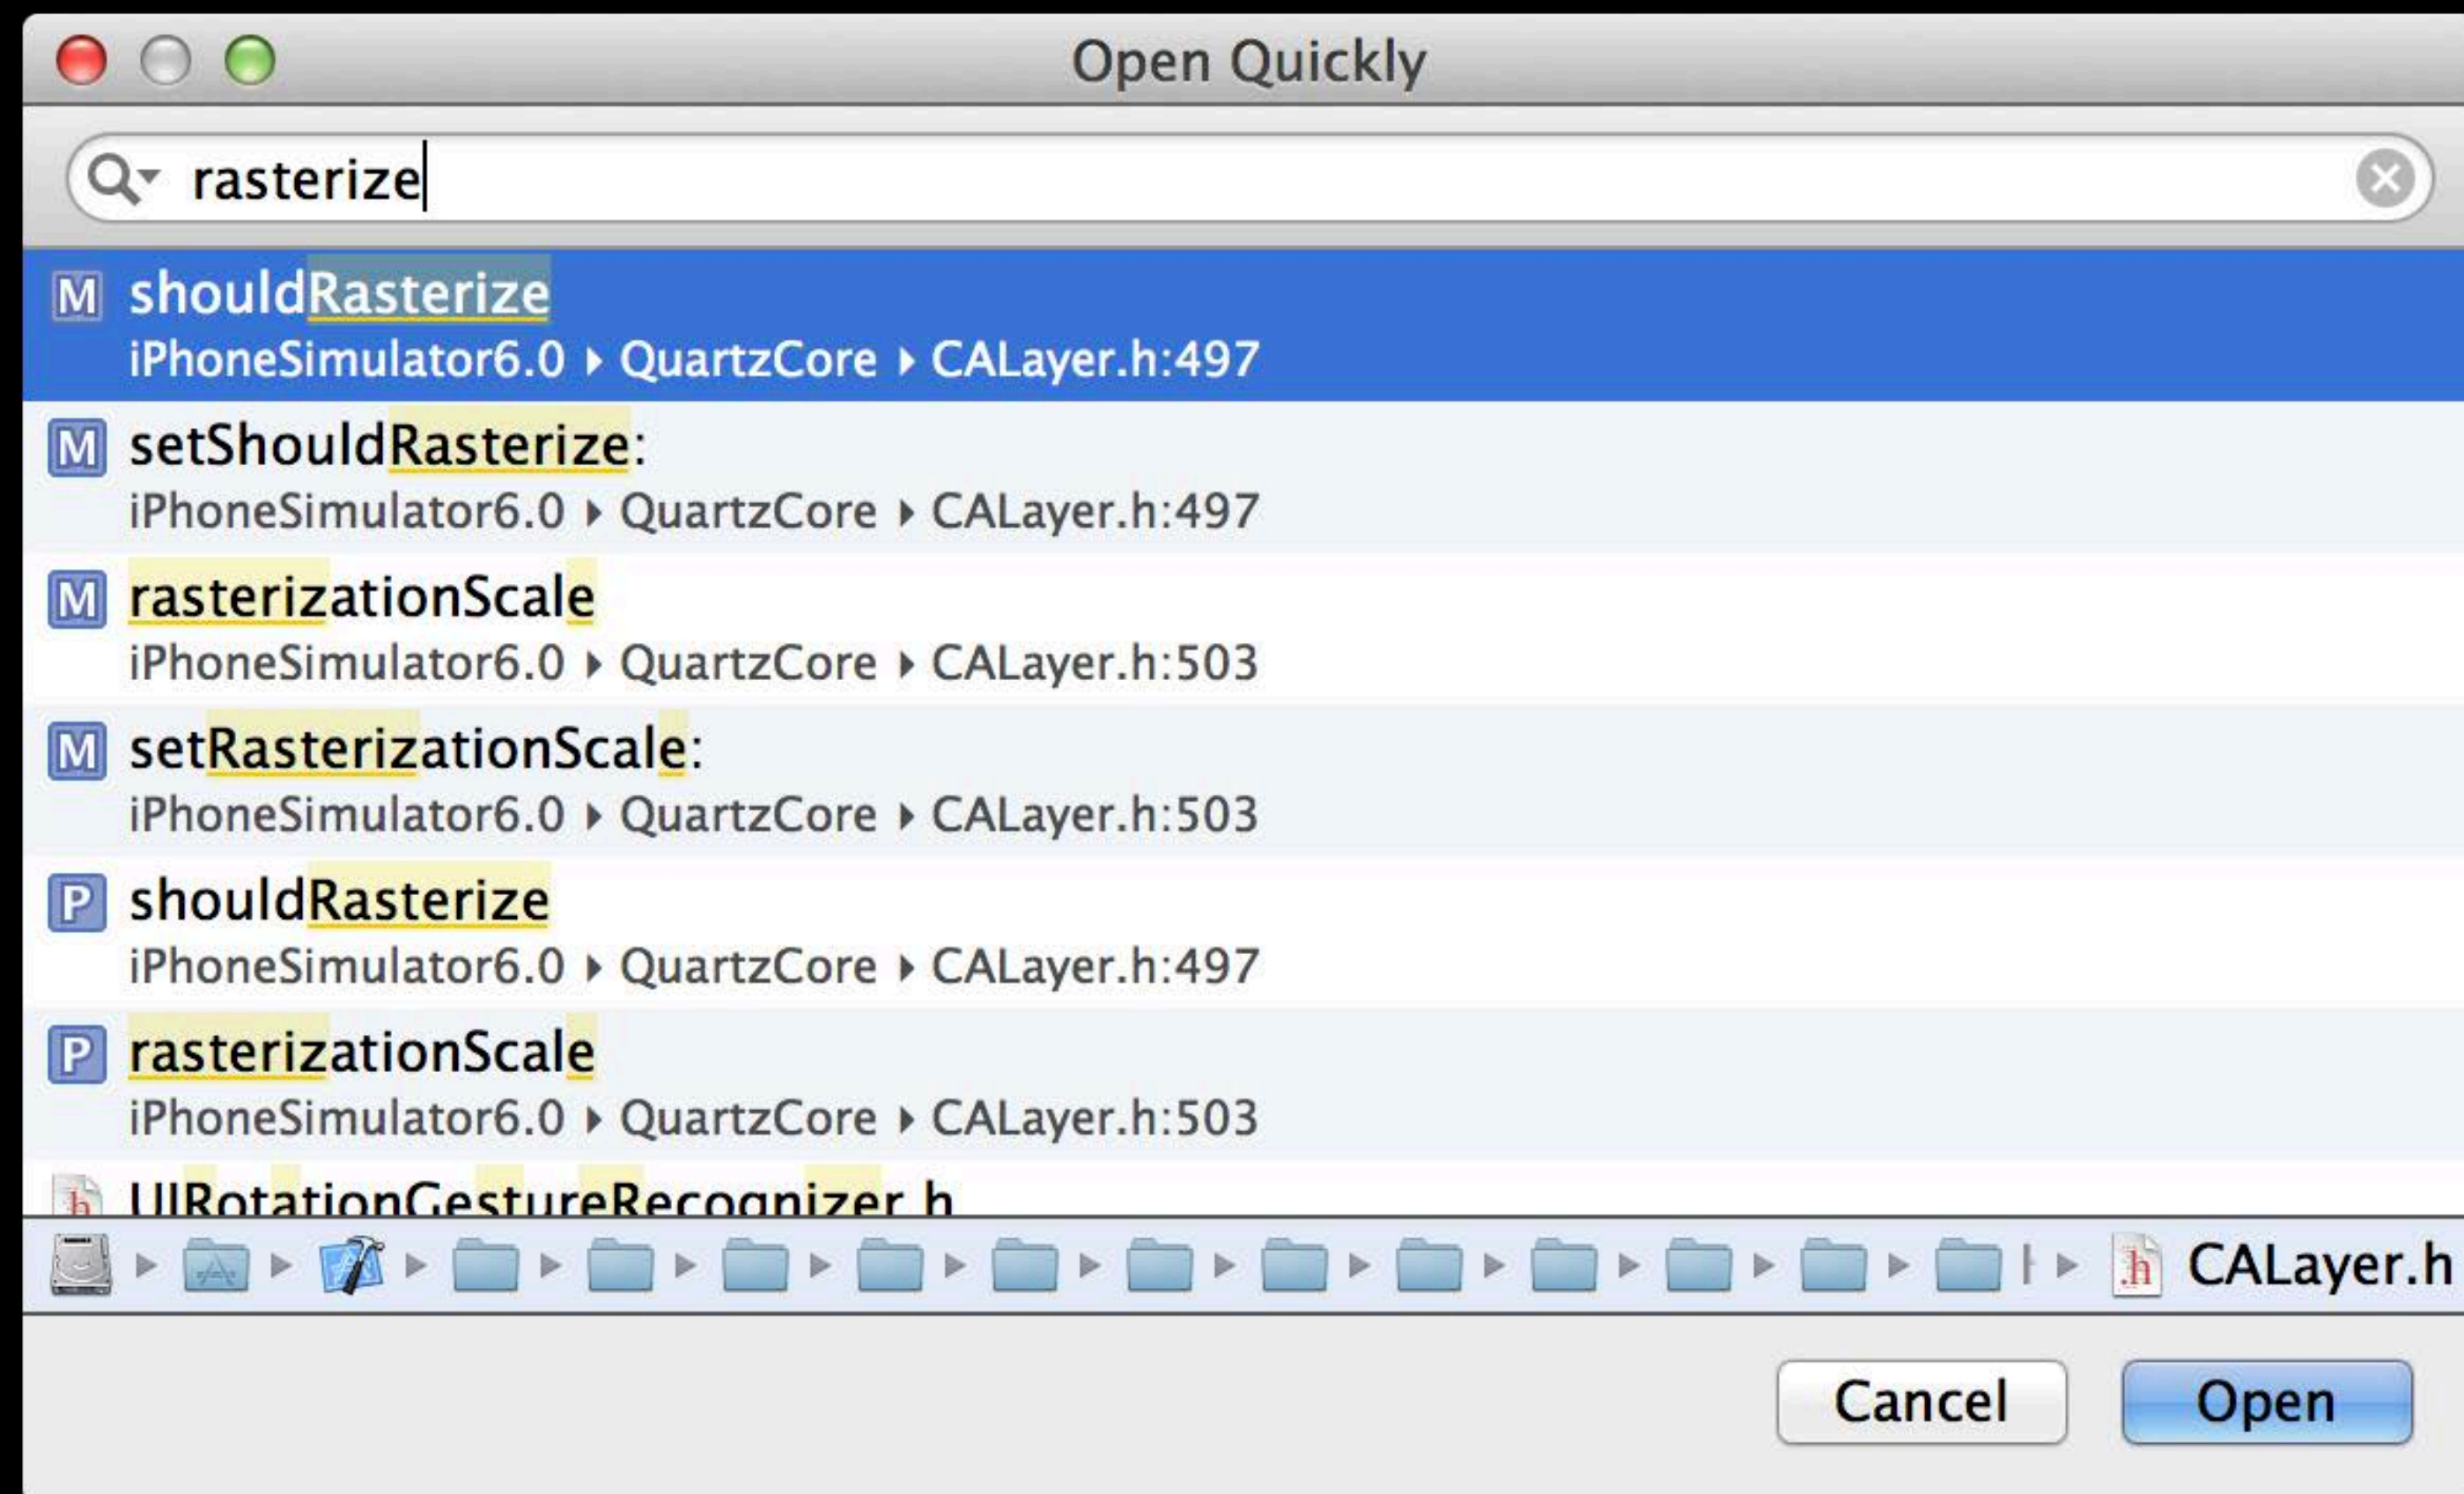 Open Quickly
rasterize
M shouldRasterize
iPhoneSimulator6.0 ▸ QuartzCore ▸ CALayer.h:497
M setShouldRasterize:
iPhoneSimulator6.0 ▸ QuartzCore ▸ CALayer.h:497
M rasterizationScale
iPhoneSimulator6.0 ▸ QuartzCore ▸ CALayer.h:503
M setRasterizationScale:
iPhoneSimulator6.0 ▸ QuartzCore ▸ CALayer.h:503
P shouldRasterize
iPhoneSimulator6.0 ▸ QuartzCore ▸ CALayer.h:497
P rasterizationScale
iPhoneSimulator6.0 ▸ QuartzCore ▸ CALayer.h:503
h UIRotationGestureRecognizer.h
.h CALayer.h
Cancel Open